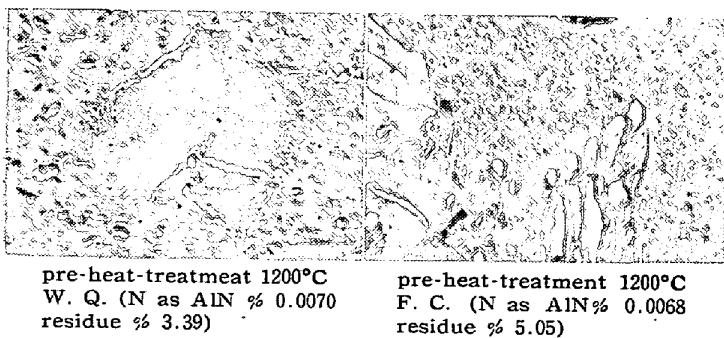 pre-heat-treatmeat 1200°C
W. Q. (N as AlN % 0.0070
residue % 3.39)
pre-heat-treatment 1200°C
F. C. (N as AlN% 0.0068
residue % 5.05)